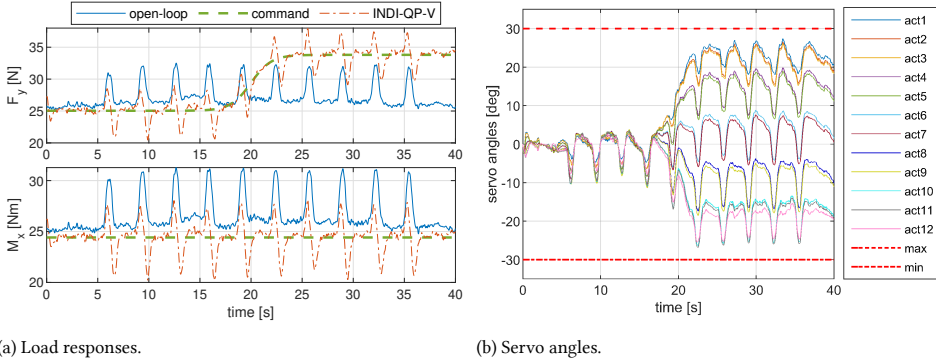 open-loop command INDI-QP-V
35
30
25
20
F_y [N]
0 5 10 15 20 25 30 35 40
30
25
20
M_x [Nm]
0 5 10 15 20 25 30 35 40
time [s]
(a) Load responses.
30
20
10
0
-10
-20
-30
servo angles [deg]
0 10 20 30 40
time [s]
act1
act2
act3
act4
act5
act6
act7
act8
act9
act10
act11
act12
max
min
(b) Servo angles.